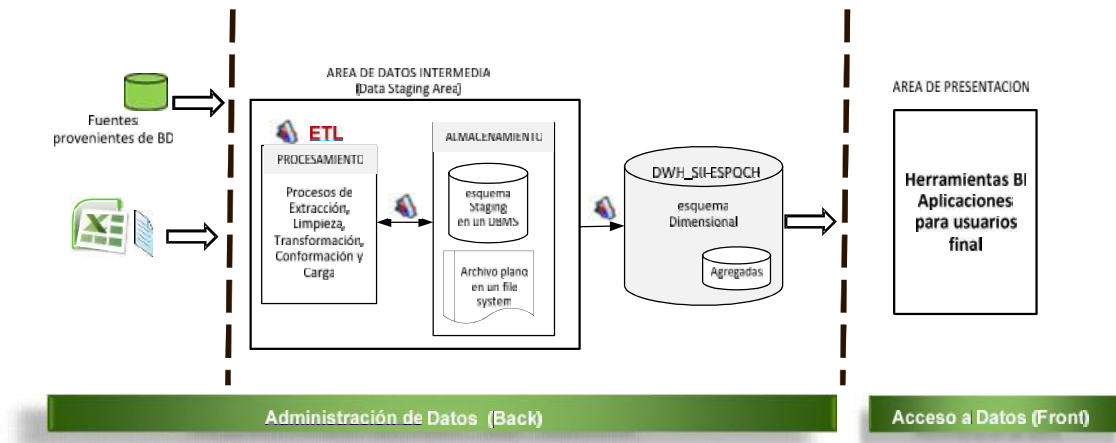 Fuentes
provenientes de BD
AREA DE DATOS INTERMEDIA
(Data Staging Area)
ETL
PROCESAMIENTO
Procesos de
Extracción,
Limpieza,
Transformación,
Conformación y
Carga
ALMACENAMIENTO
esquema
Staging
en un DBMS
Archivo plano
en un file
system
DWH_SII-ESPOCH
esquema
Dimensional
Agregadas
AREA DE PRESENTACION
Herramientas BI
Aplicaciones
para usuarios
final
Administración de Datos (Back)
Acceso a Datos (Front)